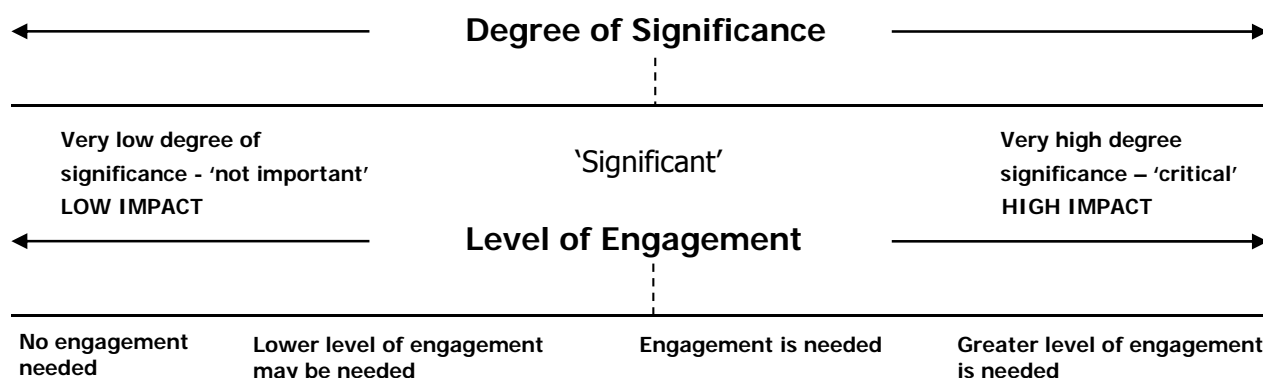 Degree of Significance
Very low degree of
significance - ‘not important’
LOW IMPACT
‘Significant’
Very high degree
significance – ‘critical’
HIGH IMPACT
Level of Engagement
No engagement
needed
Lower level of engagement
may be needed
Engagement is needed
Greater level of engagement
is needed